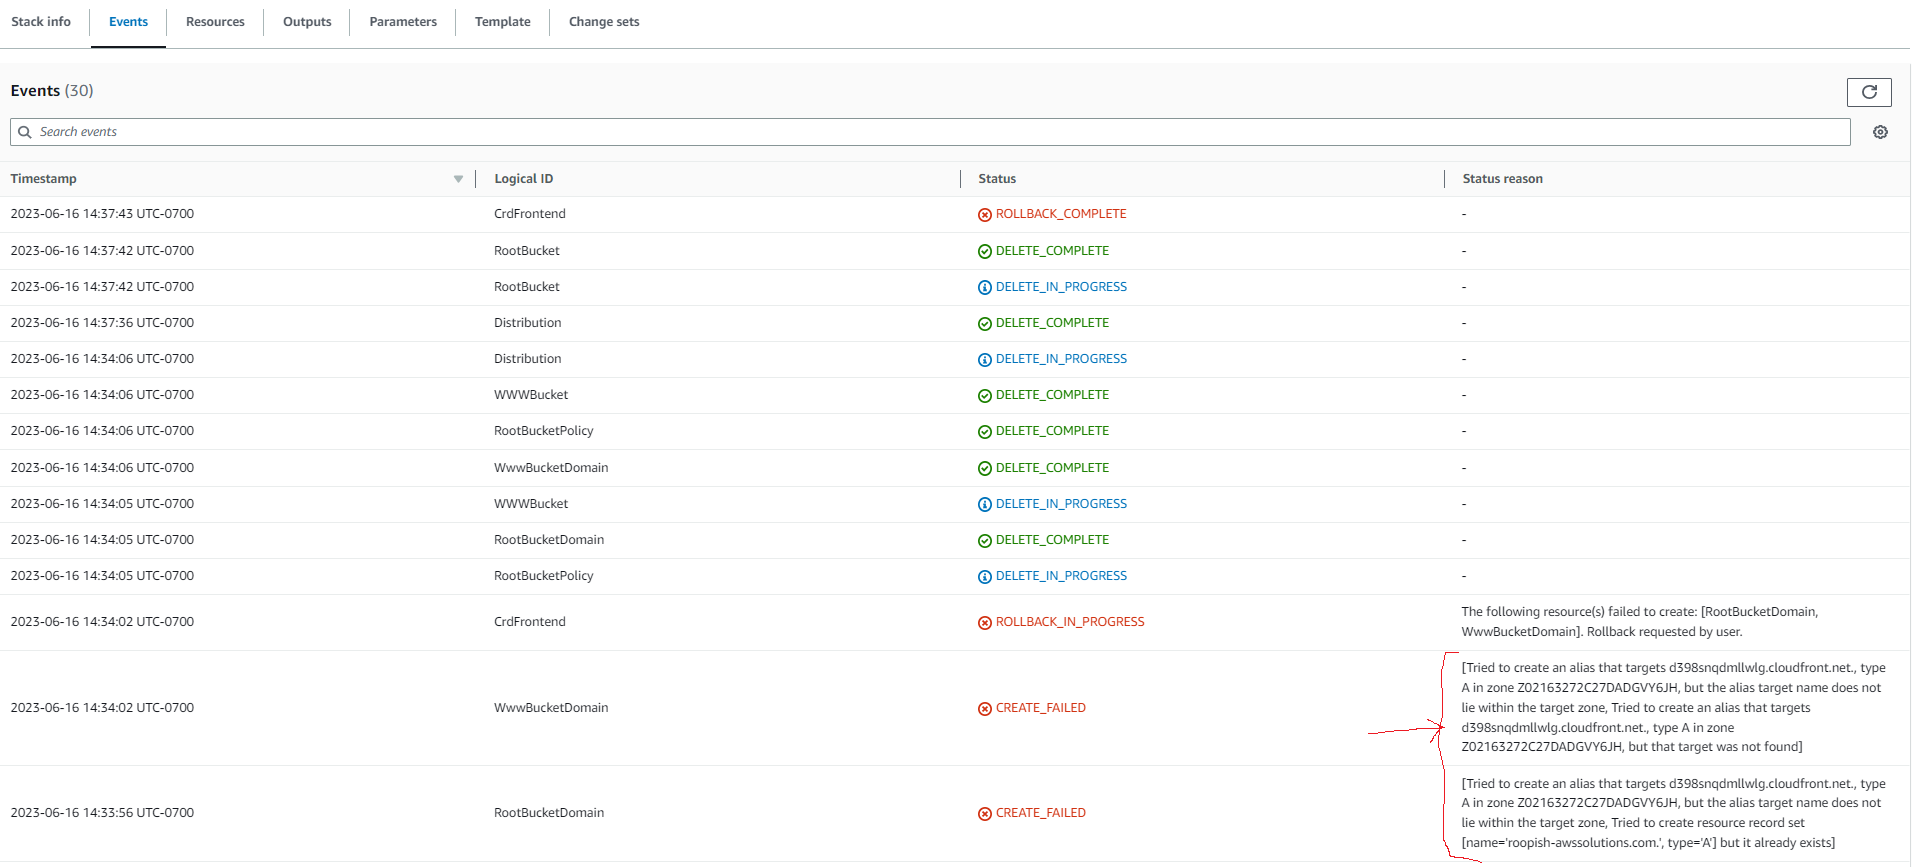 Stack info Events Resources Outputs Parameters Template Change sets
Events (30)
Search events
Timestamp Logical ID Status Status reason
2023-06-16 14:37:43 UTC-0700 CrdFrontend ROLLBACK_COMPLETE -
2023-06-16 14:37:42 UTC-0700 RootBucket DELETE_COMPLETE -
2023-06-16 14:37:42 UTC-0700 RootBucket DELETE_IN_PROGRESS -
2023-06-16 14:37:36 UTC-0700 Distribution DELETE_COMPLETE -
2023-06-16 14:34:06 UTC-0700 Distribution DELETE_IN_PROGRESS -
2023-06-16 14:34:06 UTC-0700 WWWBucket DELETE_COMPLETE -
2023-06-16 14:34:06 UTC-0700 RootBucketPolicy DELETE_COMPLETE -
2023-06-16 14:34:06 UTC-0700 WwwBucketDomain DELETE_COMPLETE -
2023-06-16 14:34:05 UTC-0700 WWWBucket DELETE_IN_PROGRESS -
2023-06-16 14:34:05 UTC-0700 RootBucketDomain DELETE_COMPLETE -
2023-06-16 14:34:05 UTC-0700 RootBucketPolicy DELETE_IN_PROGRESS -
2023-06-16 14:34:02 UTC-0700 CrdFrontend ROLLBACK_IN_PROGRESS
The following resource(s) failed to create: [RootBucketDomain,
WwwBucketDomain]. Rollback requested by user.
2023-06-16 14:34:02 UTC-0700 WwwBucketDomain CREATE_FAILED
[Tried to create an alias that targets d398snqdmllwlg.cloudfront.net., type
A in zone Z02163272C27DADGVY6JH, but the alias target name does not
lie within the target zone, Tried to create an alias that targets
d398snqdmllwlg.cloudfront.net., type A in zone
Z02163272C27DADGVY6JH, but that target was not found]
2023-06-16 14:33:56 UTC-0700 RootBucketDomain CREATE_FAILED
[Tried to create an alias that targets d398snqdmllwlg.cloudfront.net., type
A in zone Z02163272C27DADGVY6JH, but the alias target name does not
lie within the target zone, Tried to create resource record set
[name='roopish-awssolutions.com.', type='A'] but it already exists]